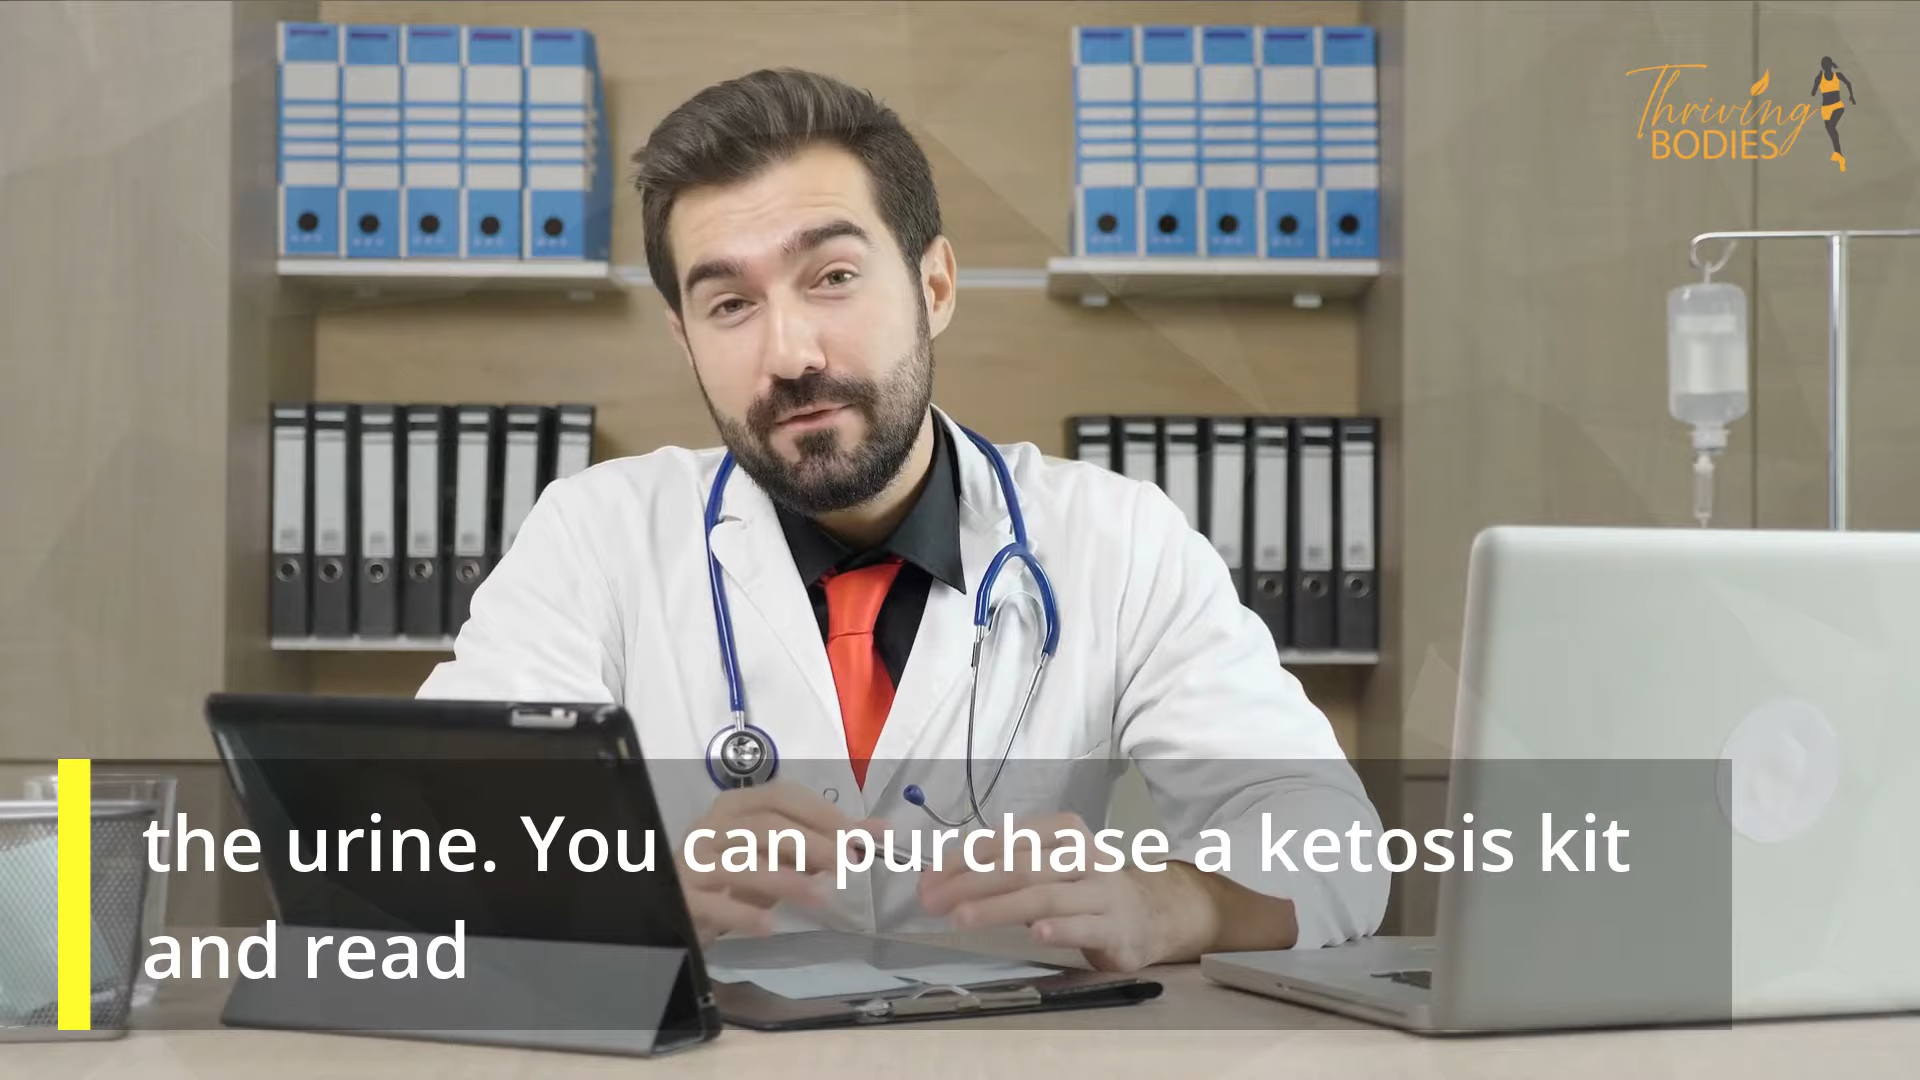 Thriving
BODIES
the urine. You can purchase a ketosis kit
and read